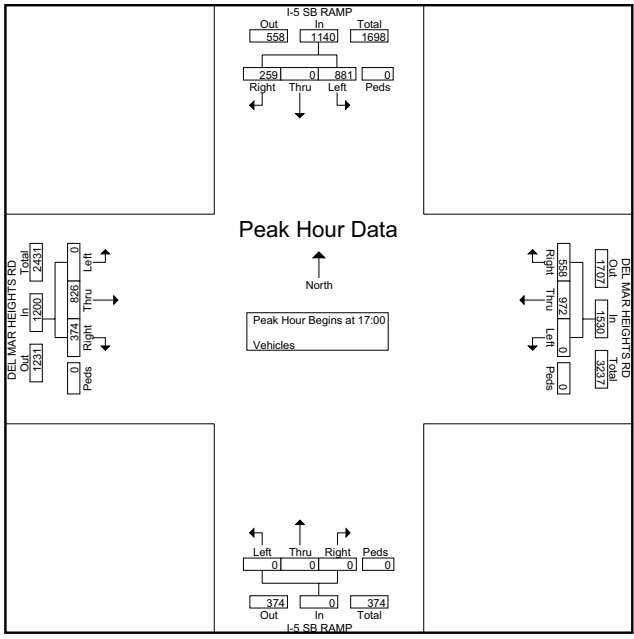 I-5 SB RAMP
Out In Total
558 1140 1698
259 0 881 0
Right Thru Left Peds
Peak Hour Data
North
Peak Hour Begins at 17:00
Vehicles
DEL MAR HEIGHTS RD
Out In Total
1231 1200 2431
374 826 0
Right Thru Left
0
Peds
DEL MAR HEIGHTS RD
Out In Total
1707 1530 3237
558 972 0 0
Right Thru Left Peds
Left Thru Right Peds
0 0 0 0
374 0 374
Out In Total
I-5 SB RAMP